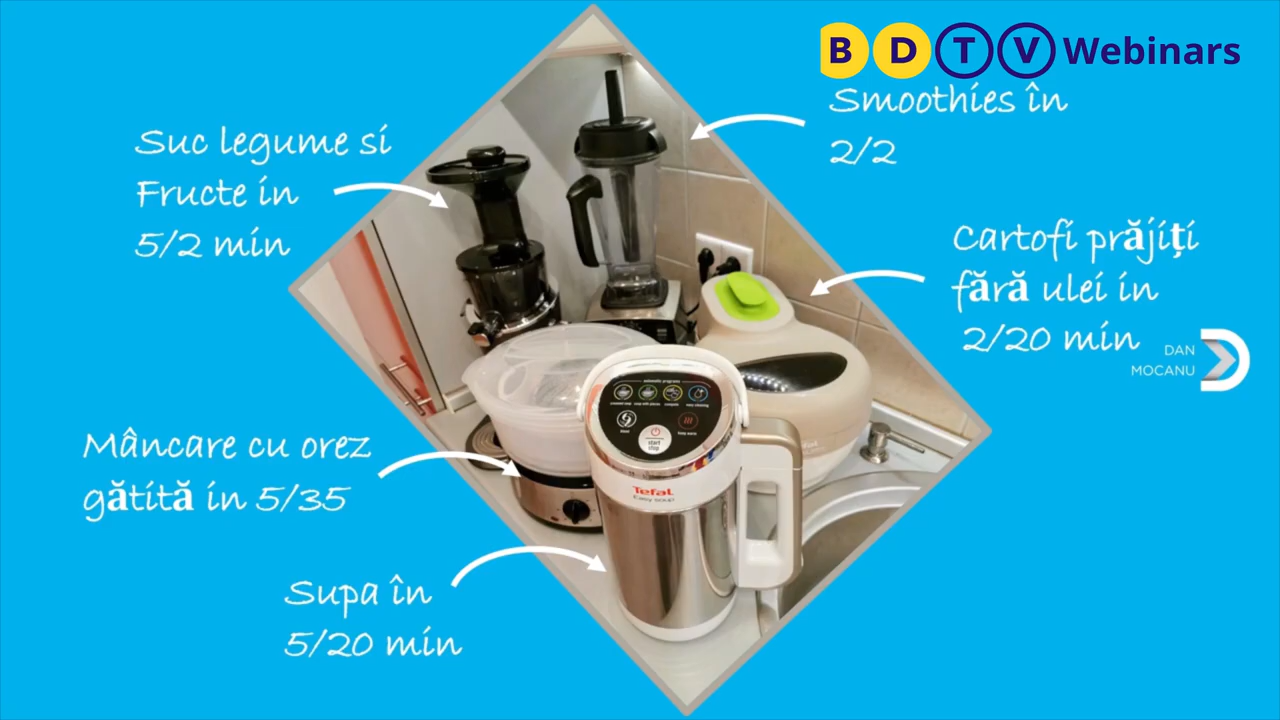 BDTV Webinars
Smoothies în
2/2
Suc legume si
Fructe in
5/2 min
Cartofi prăjiți
fără ulei in
2/20 min
DAN
MOCANU
Mâncare cu orez
gătită in 5/35
Supa în
5/20 min
start
stop
Tefal
Easy soup